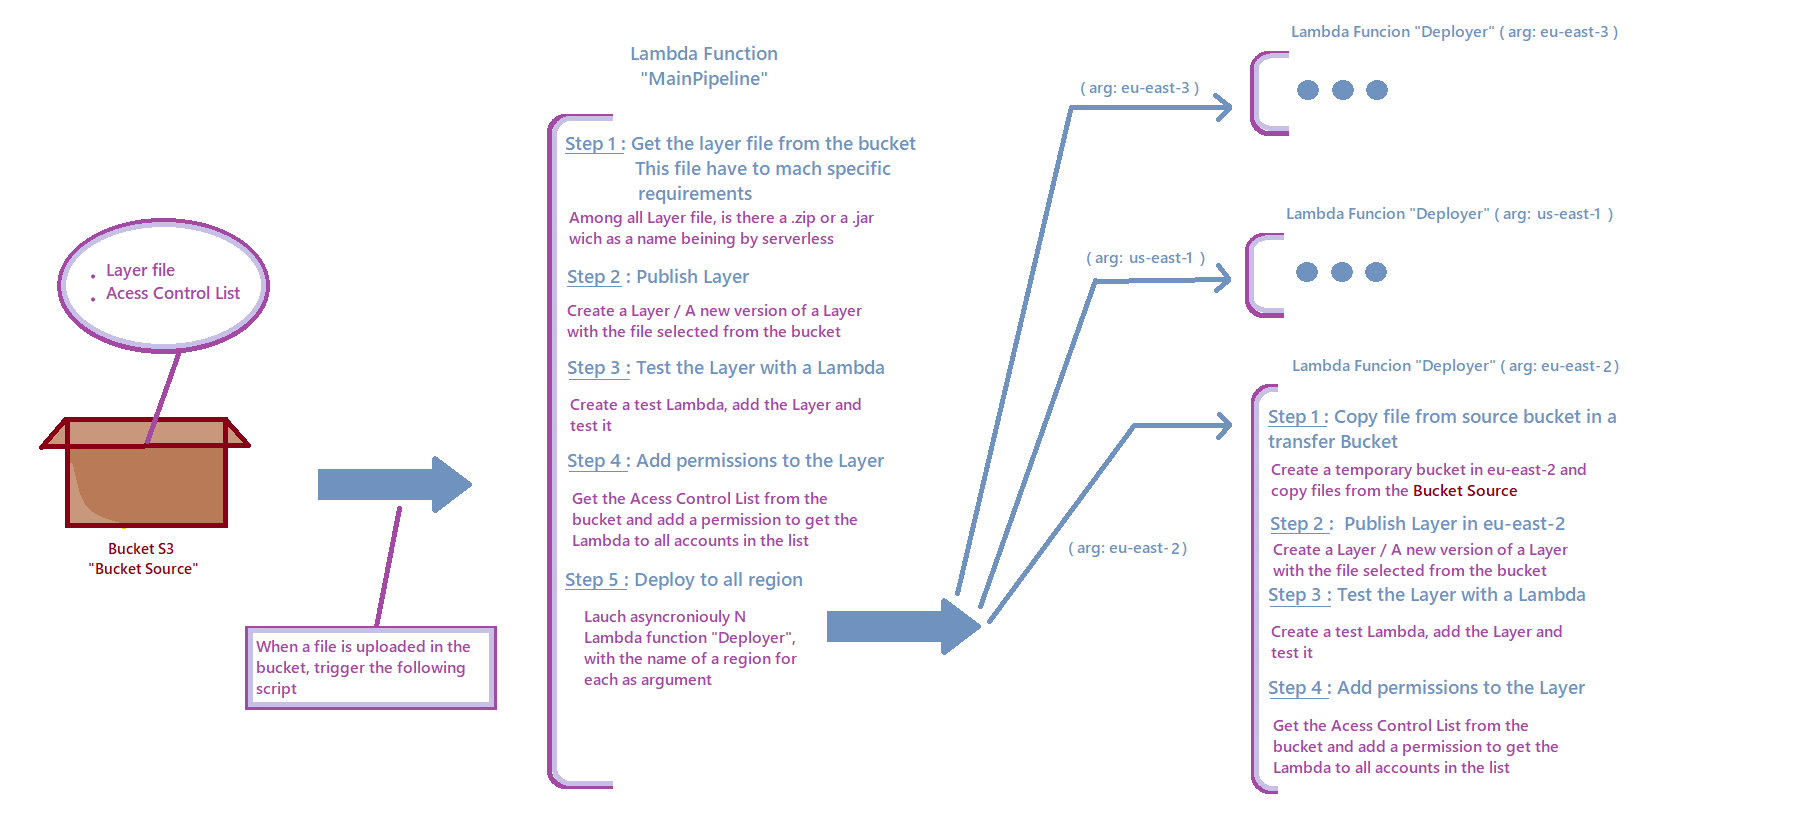 Layer file
Acess Control List
Bucket S3
"Bucket Source"
When a file is uploaded in the
bucket, trigger the following
script
Lambda Function
"MainPipeline"
Step 1 : Get the layer file from the bucket
This file have to mach specific
requirements
Among all Layer file, is there a .zip or a .jar
wich as a name beining by serverless
Step 2 : Publish Layer
Create a Layer / A new version of a Layer
with the file selected from the bucket
Step 3 : Test the Layer with a Lambda
Create a test Lambda, add the Layer and
test it
Step 4 : Add permissions to the Layer
Get the Acess Control List from the
bucket and add a permission to get the
Lambda to all accounts in the list
Step 5 : Deploy to all region
Lauch asyncroniouly N
Lambda function "Deployer",
with the name of a region for
each as argument
( arg: eu-east-3 )
( arg: us-east-1 )
( arg: eu-east-2 )
Lambda Funcion "Deployer" ( arg: eu-east-3 )
Lambda Funcion "Deployer" ( arg: us-east-1 )
Lambda Funcion "Deployer" ( arg: eu-east-2 )
Step 1 : Copy file from source bucket in a
transfer Bucket
Create a temporary bucket in eu-east-2 and
copy files from the Bucket Source
Step 2 : Publish Layer in eu-east-2
Create a Layer / A new version of a Layer
with the file selected from the bucket
Step 3 : Test the Layer with a Lambda
Create a test Lambda, add the Layer and
test it
Step 4 : Add permissions to the Layer
Get the Acess Control List from the
bucket and add a permission to get the
Lambda to all accounts in the list